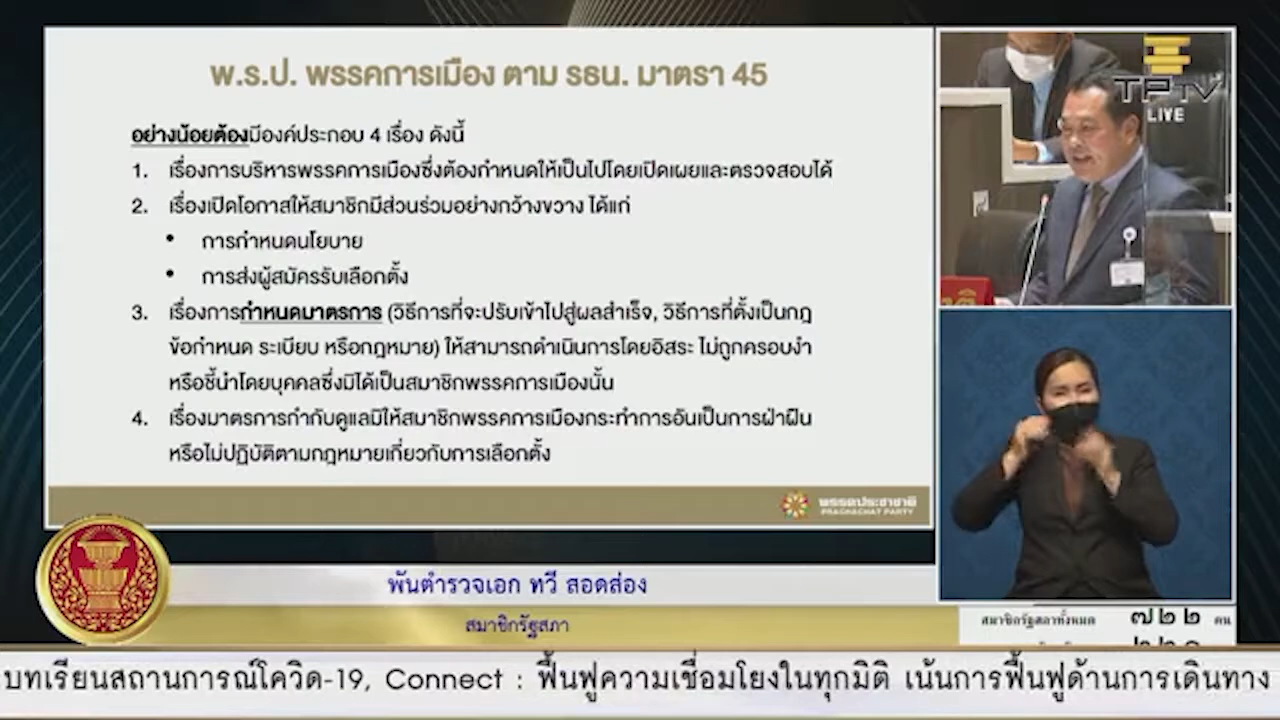 พ.ร.ป. พรรคการเมือง ตาม รธน. มาตรา 45
อย่างน้อยต้องมีองค์ประกอบ 4 เรื่อง ดังนี้
1. เรื่องการบริหารพรรคการเมืองซึ่งต้องกำหนดให้เป็นไปโดยเปิดเผยและตรวจสอบได้
2. เรื่องเปิดโอกาสให้สมาชิกมีส่วนร่วมอย่างกว้างขวาง ได้แก่
• การกำหนดนโยบาย
• การส่งผู้สมัครรับเลือกตั้ง
3. เรื่องการกำหนดมาตรการ (วิธีการที่จะปรับเข้าไปสู่ผลสำเร็จ, วิธีการที่ตั้งเป็นกฎ
ข้อกำหนด ระเบียบ หรือกฎหมาย) ให้สามารถดำเนินการโดยอิสระ ไม่ถูกครอบงำ
หรือชี้นำโดยบุคคลซึ่งมิได้เป็นสมาชิกพรรคการเมืองนั้น
4. เรื่องมาตรการกำกับดูแลมิให้สมาชิกพรรคการเมืองกระทำการอันเป็นการฝ่าฝืน
หรือไม่ปฏิบัติตามกฎหมายเกี่ยวกับการเลือกตั้ง
พรรคประชาชาติ
PRACHACHAT PARTY
TPTV
LIVE
พันตำรวจเอก ทวี สอดส่อง
สมาชิกรัฐสภา
สมาชิกรัฐสภาทั้งหมด ๗๒๒ คน
บทเรียนสถานการณ์โควิด-19, Connect : ฟื้นฟูความเชื่อมโยงในทุกมิติ เน้นการฟื้นฟูด้านการเดินทาง